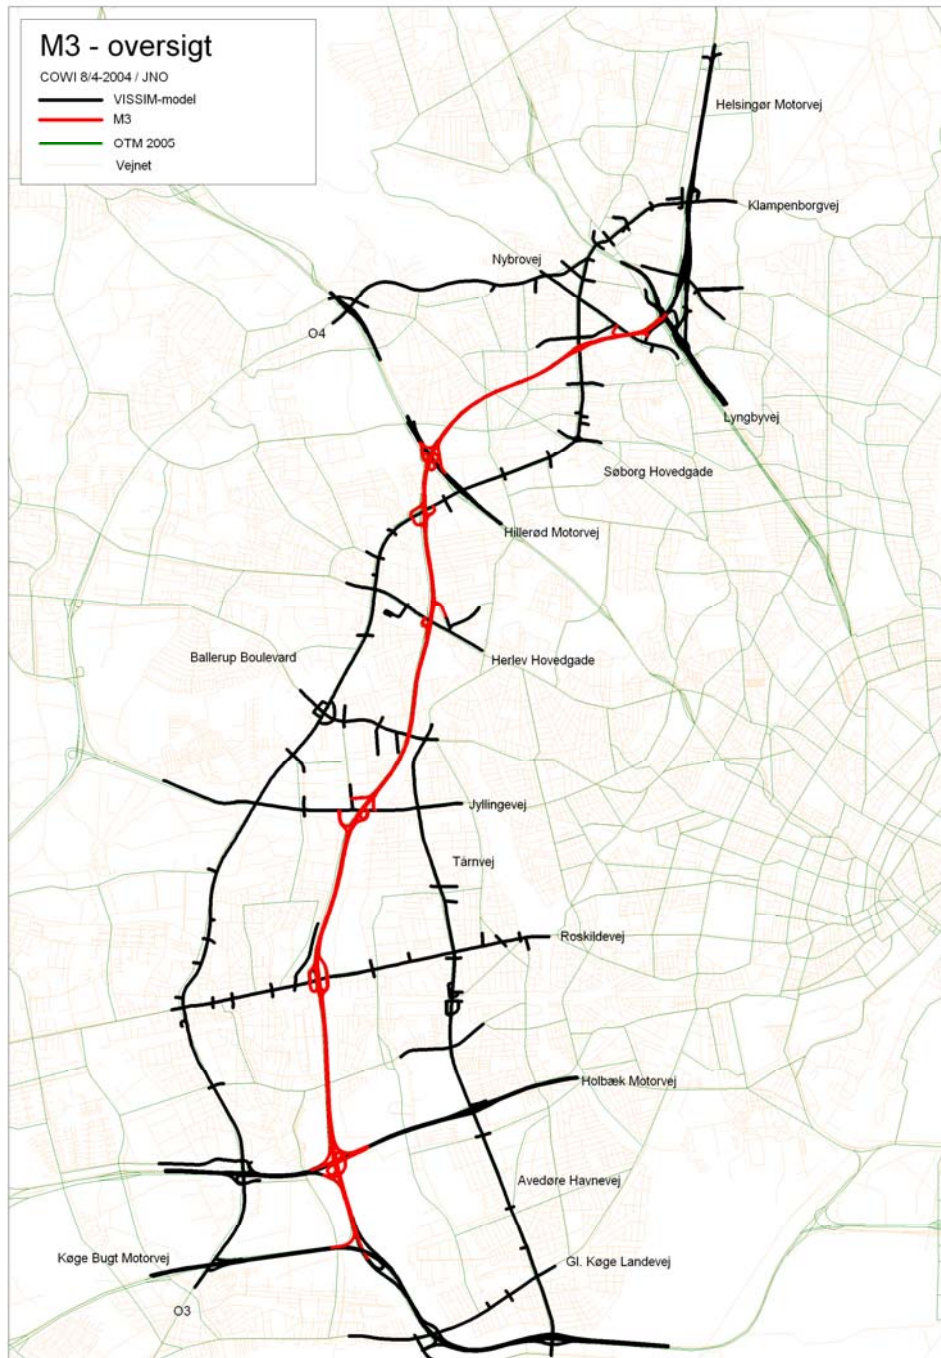 M3 - oversigt
COWI 8/4-2004 / JNO
VISSIM-model
M3
OTM 2005
Vejnet
Helsingør Motorvej
Klampenborgvej
Nybrovej
O4
Lyngbyvej
Søborg Hovedgade
Hillerød Motorvej
Ballerup Boulevard
Herlev Hovedgade
Jyllingevej
Tårnvej
Roskildevej
Holbæk Motorvej
Avedøre Havnevej
Køge Bugt Motorvej
Gl. Køge Landevej
O3